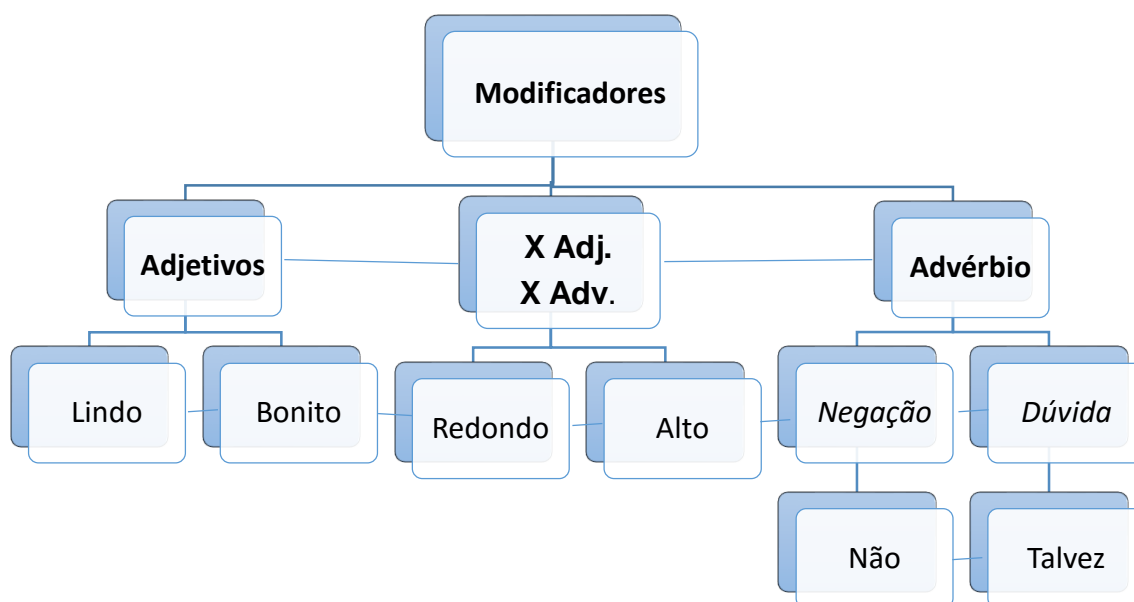 Modificadores
Adjetivos
X Adj.
X Adv.
Advérbio
Lindo
Bonito
Redondo
Alto
Negação
Dúvida
Não
Talvez